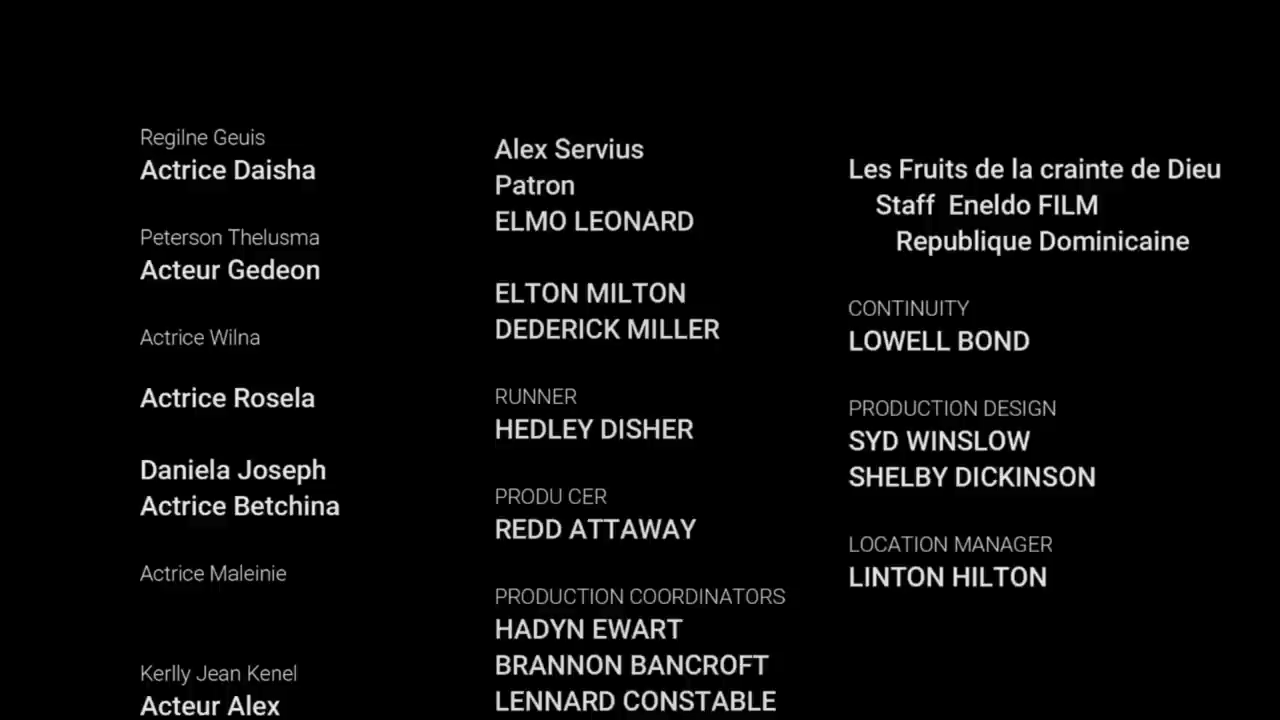 Regilne Geuis
Actrice Daisha
Peterson Thelusma
Acteur Gedeon
Actrice Wilna
Actrice Rosela
Daniela Joseph
Actrice Betchina
Actrice Maleinie
Kerlly Jean Kenel
Acteur Alex
Alex Servius
Patron
ELMO LEONARD
ELTON MILTON
DEDERICK MILLER
RUNNER
HEDLEY DISHER
PRODU CER
REDD ATTAWAY
PRODUCTION COORDINATORS
HADYN EWART
BRANNON BANCROFT
LENNARD CONSTABLE
Les Fruits de la crainte de Dieu
Staff  Eneldo FILM
Republique Dominicaine
CONTINUITY
LOWELL BOND
PRODUCTION DESIGN
SYD WINSLOW
SHELBY DICKINSON
LOCATION MANAGER
LINTON HILTON